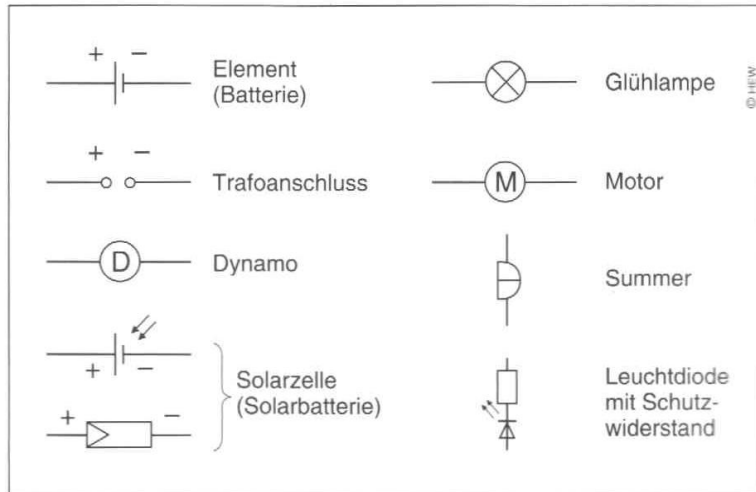 + −
Element
(Batterie)
+ −
Trafoanschluss
D
Dynamo
+ −
+ −
Solarzelle
(Solarbatterie)
Glühlampe
M
Motor
Summer
Leuchtdiode
mit Schutz-
widerstand
© HEW